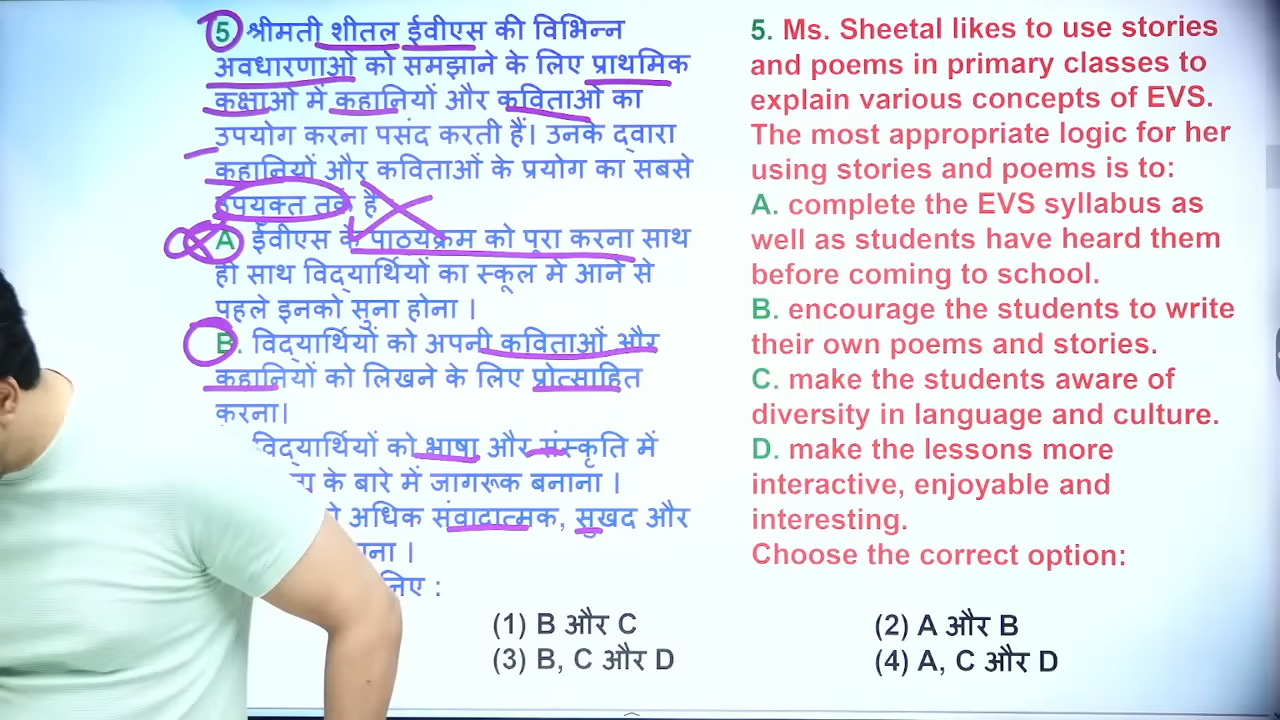 5 श्रीमती शीतल ईवीएस की विभिन्न
अवधारणाओं को समझाने के लिए प्राथमिक
कक्षाओं में कहानियों और कविताओं का
उपयोग करना पसंद करती हैं। उनके द्वारा
कहानियों और कविताओं के प्रयोग का सबसे
उपयुक्त तर्क है
A ईवीएस के पाठ्यक्रम को पूरा करना साथ
ही साथ विद्यार्थियों का स्कूल में आने से
पहले इनको सुना होना |
B. विद्यार्थियों को अपनी कविताओं और
कहानियों को लिखने के लिए प्रोत्साहित
करना।
विद्यार्थियों को भाषा और संस्कृति में
के बारे में जागरूक बनाना |
अधिक संवादात्मक, सुखद और
:
5. Ms. Sheetal likes to use stories
and poems in primary classes to
explain various concepts of EVS.
The most appropriate logic for her
using stories and poems is to:
A. complete the EVS syllabus as
well as students have heard them
before coming to school.
B. encourage the students to write
their own poems and stories.
C. make the students aware of
diversity in language and culture.
D. make the lessons more
interactive, enjoyable and
interesting.
Choose the correct option:
(1) B और C
(2) A और B
(3) B, C और D
(4) A, C और D